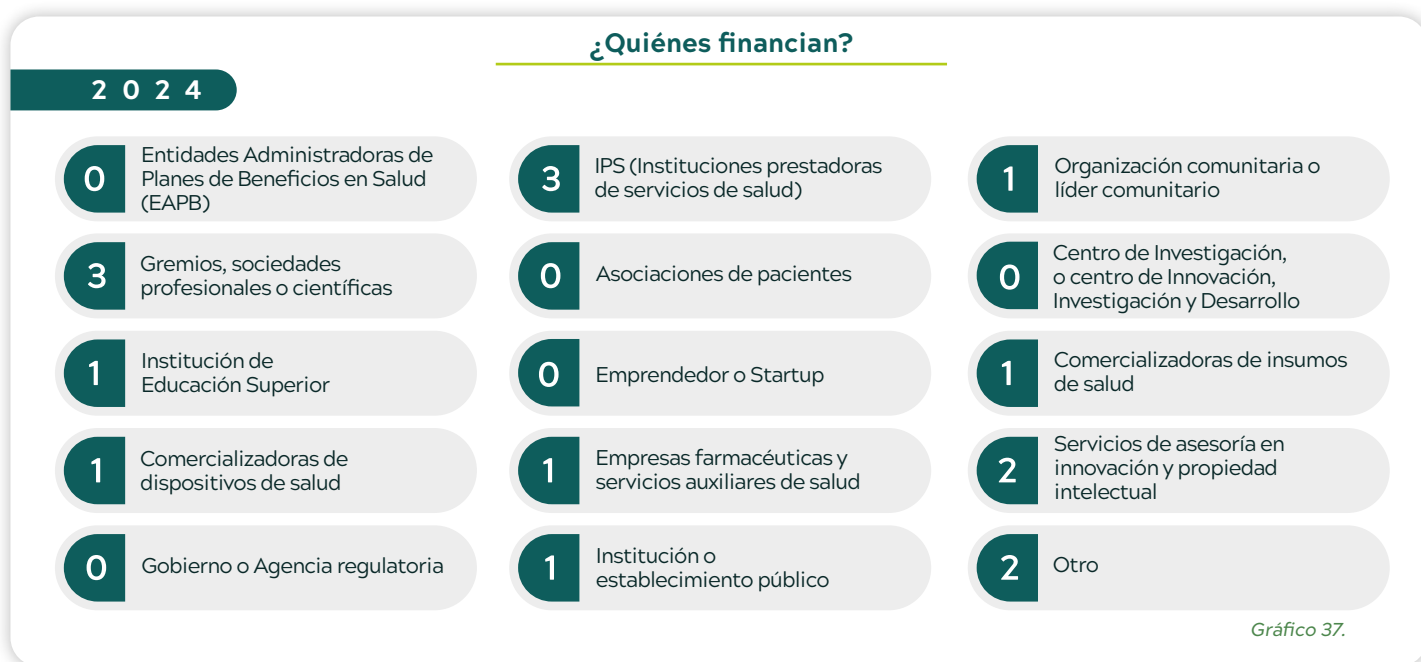 ¿Quiénes financian?
2024
0
Entidades Administradoras de
Planes de Beneficios en Salud
(EAPB)
3
IPS (Instituciones prestadoras
de servicios de salud)
1
Organización comunitaria o
líder comunitario
3
Gremios, sociedades
profesionales o científicas
0
Asociaciones de pacientes
0
Centro de Investigación,
o centro de Innovación,
Investigación y Desarrollo
1
Institución de
Educación Superior
0
Emprendedor o Startup
1
Comercializadoras de insumos
de salud
1
Comercializadoras de
dispositivos de salud
1
Empresas farmacéuticas y
servicios auxiliares de salud
2
Servicios de asesoría en
innovación y propiedad
intelectual
0
Gobierno o Agencia regulatoria
1
Institución o
establecimiento público
2
Otro
Gráfico 37.